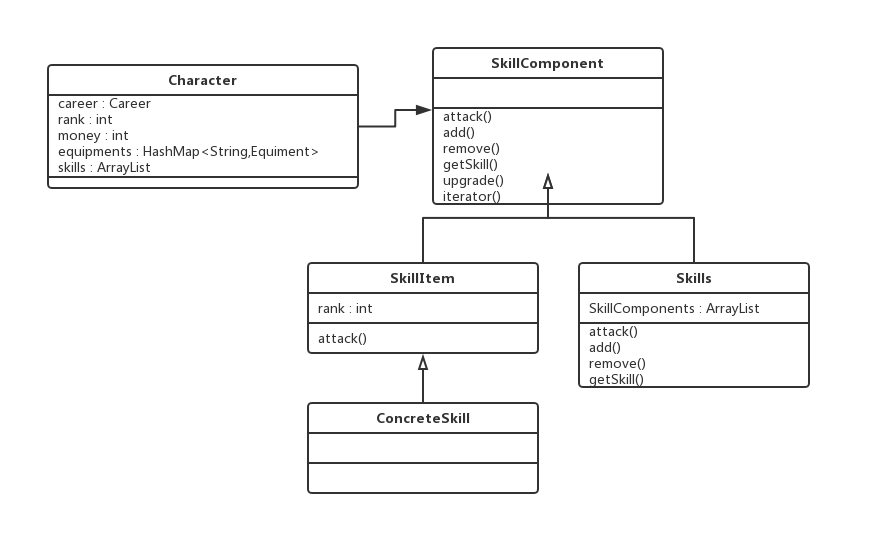 Character
career : Career
rank : int
money : int
equipments : HashMap<String,Equiment>
skills : ArrayList
SkillComponent
attack()
add()
remove()
getSkill()
upgrade()
iterator()
SkillItem
rank : int
attack()
Skills
SkillComponents : ArrayList
attack()
add()
remove()
getSkill()
ConcreteSkill